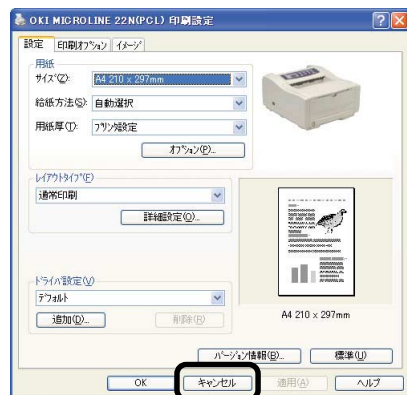 OKI MICROLINE 22N(PCL) 印刷設定
設定 印刷ｵﾌﾟｼｮﾝ ｲﾒｰｼﾞ
用紙
ｻｲｽﾞ(Z): A4 210 x 297mm
給紙方法(S): 自動選択
用紙厚(T): ﾌﾟﾘﾝﾀ設定
ｵﾌﾟｼｮﾝ(P)...
ﾚｲｱｳﾄﾀｲﾌﾟ(F)
通常印刷
詳細設定(O)...
ﾄﾞﾗｲﾊﾞ設定(V)
ﾃﾞﾌｫﾙﾄ
追加(D)... 削除(R)
A4 210 x 297mm
ﾊﾞｰｼﾞｮﾝ情報(B)... 標準(U)
OK ｷｬﾝｾﾙ 適用(A) ﾍﾙﾌﾟ